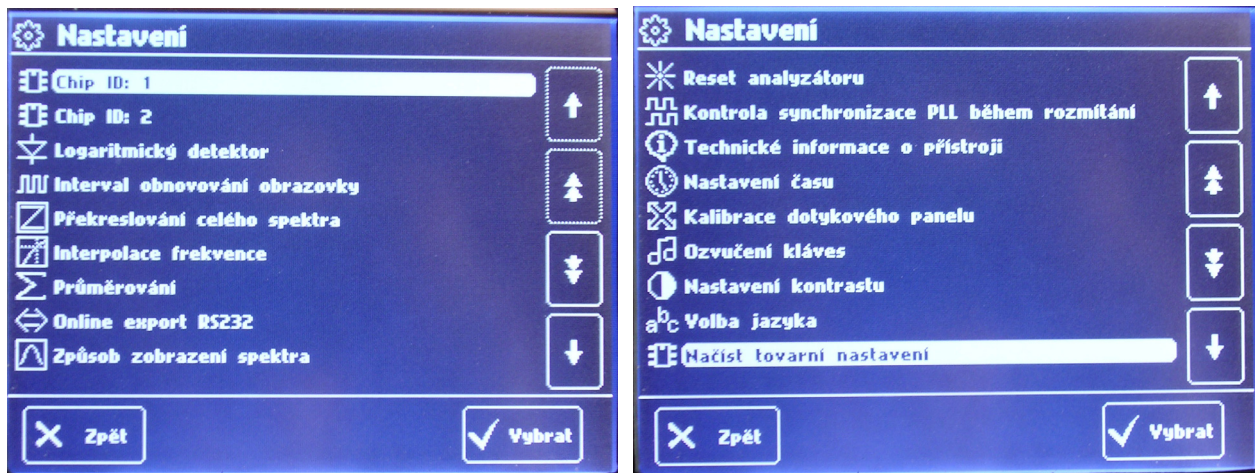 Nastavení
Chip ID: 1
Chip ID: 2
Logaritmický detektor
Interval obnovování obrazovky
Překreslování celého spektra
Interpolace frekvence
Průměrování
Online export RS232
Způsob zobrazení spektra
Zpět
Vybrat
Nastavení
Reset analyzátoru
Kontrola synchronizace PLL během rozmítání
Technické informace o přístroji
Nastavení času
Kalibrace dotykového panelu
Ozvučení kláves
Nastavení kontrastu
abc Volba jazyka
Načíst tovarní nastavení
Zpět
Vybrat